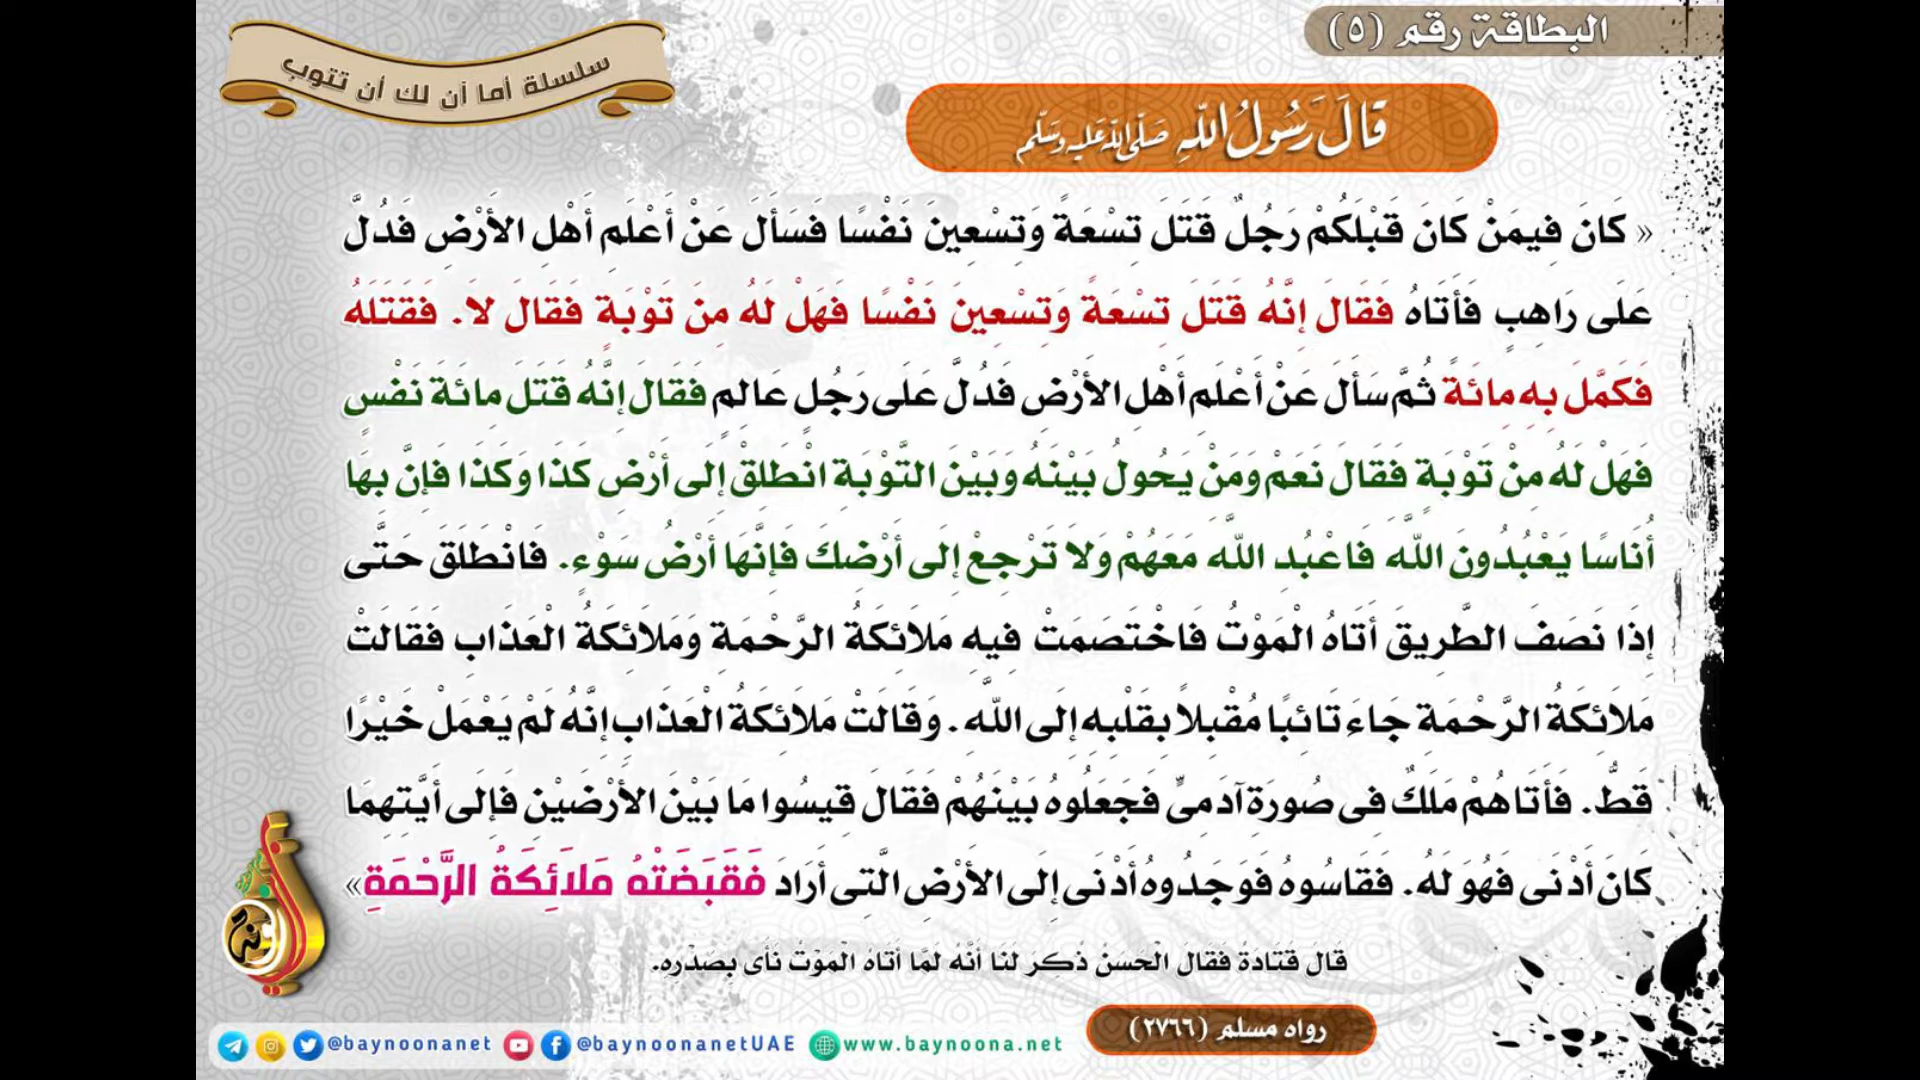 البطاقة رقم (٥)
سلسلة أما آن لك أن تتوب
قَالَ رَسُولُ اللَّهِ صَلَّى اللَّهُ عَلَيْهِ وَسَلَّم
« كَانَ فِيمَنْ كَانَ قَبْلَكُمْ رَجُلٌ قَتَلَ تِسْعَةً وَتِسْعِينَ نَفْسًا فَسَأَلَ عَنْ أَعْلَمِ أَهْلِ الأَرْضِ فَدُلَّ
عَلَى رَاهِبٍ فَأَتَاهُ فَقَالَ إِنَّهُ قَتَلَ تِسْعَةً وَتِسْعِينَ نَفْسًا فَهَلْ لَهُ مِنَ تَوْبَةٍ فَقَالَ لاَ. فَقَتَلَهُ
فَكَمَّلَ بِهِ مِائَةً ثُمَّ سَأَلَ عَنْ أَعْلَمِ أَهْلِ الأَرْضِ فَدُلَّ عَلَى رَجُلٍ عَالِمٍ فَقَالَ إِنَّهُ قَتَلَ مِائَةَ نَفْسٍ
فَهَلْ لَهُ مِنْ تَوْبَةٍ فَقَالَ نَعَمْ وَمَنْ يَحُولُ بَيْنَهُ وَبَيْنَ التَّوْبَةِ انْطَلِقْ إِلَى أَرْضِ كَذَا وَكَذَا فَإِنَّ بِهَا
أُنَاسًا يَعْبُدُونَ اللَّهَ فَاعْبُدِ اللَّهَ مَعَهُمْ وَلاَ تَرْجِعْ إِلَى أَرْضِكَ فَإِنَّهَا أَرْضُ سَوْءٍ. فَانْطَلَقَ حَتَّى
إِذَا نَصَفَ الطَّرِيقَ أَتَاهُ الْمَوْتُ فَاخْتَصَمَتْ فِيهِ مَلاَئِكَةُ الرَّحْمَةِ وَمَلاَئِكَةُ الْعَذَابِ فَقَالَتْ
مَلاَئِكَةُ الرَّحْمَةِ جَاءَ تَائِبًا مُقْبِلاً بِقَلْبِهِ إِلَى اللَّهِ. وَقَالَتْ مَلاَئِكَةُ الْعَذَابِ إِنَّهُ لَمْ يَعْمَلْ خَيْرًا
قَطُّ. فَأَتَاهُمْ مَلَكٌ فِى صُورَةِ آدَمِىٍّ فَجَعَلُوهُ بَيْنَهُمْ فَقَالَ قِيسُوا مَا بَيْنَ الأَرْضَيْنِ فَإِلَى أَيَّتِهِمَا
كَانَ أَدْنَى فَهُوَ لَهُ. فَقَاسُوهُ فَوَجَدُوهُ أَدْنَى إِلَى الأَرْضِ الَّتِى أَرَادَ فَقَبَضَتْهُ مَلاَئِكَةُ الرَّحْمَةِ»
قَالَ قَتَادَةُ فَقَالَ الْحَسَنُ ذُكِرَ لَنَا أَنَّهُ لَمَّا أَتَاهُ الْمَوْتُ نَأَى بِصَدْرِهِ.
رواه مسلم (٢٧٦٦)
@baynoonanet @baynoonanetUAE www.baynoona.net